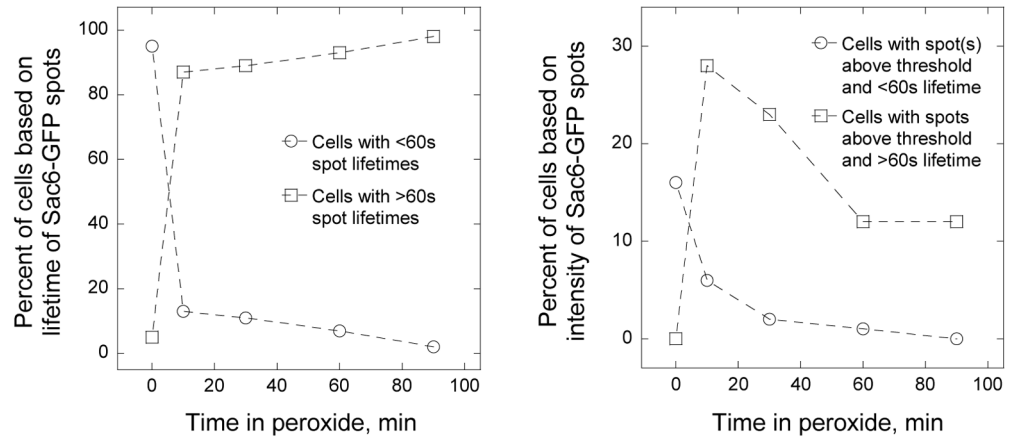 Percent of cells based on
lifetime of Sac6-GFP spots
100
80
60
40
20
0
Cells with <60s
spot lifetimes
Cells with >60s
spot lifetimes
0 20 40 60 80 100
Time in peroxide, min
Percent of cells based on
intensity of Sac6-GFP spots
30
20
10
0
Cells with spot(s)
above threshold
and <60s lifetime
Cells with spots
above threshold
and >60s lifetime
0 20 40 60 80 100
Time in peroxide, min